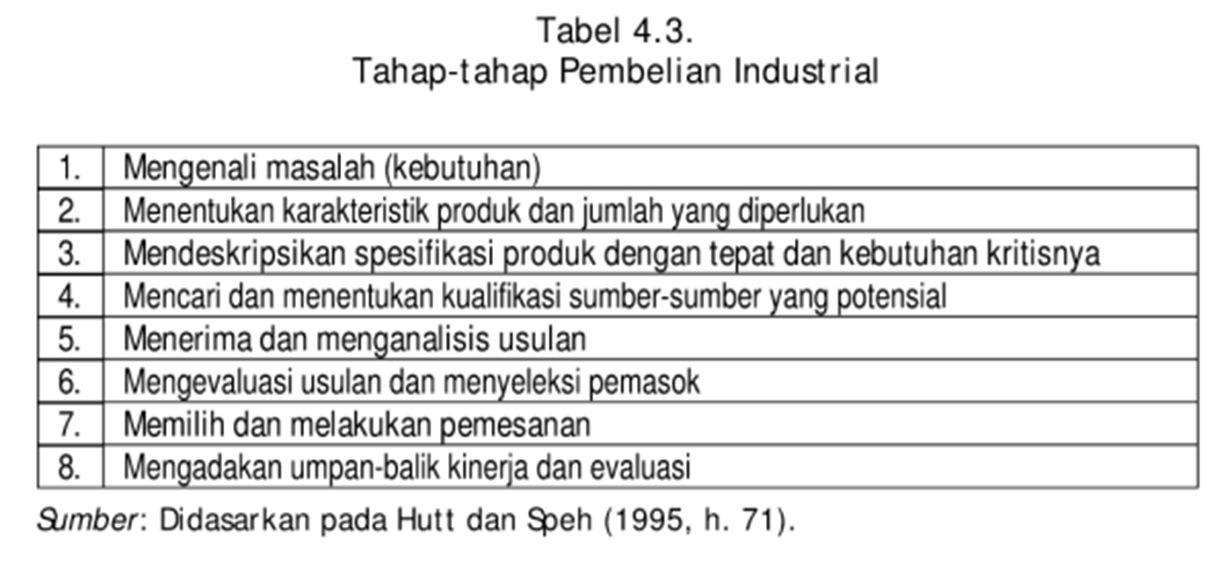 Tabel 4.3.
Tahap-tahap Pembelian Industrial
1. Mengenali masalah (kebutuhan)
2. Menentukan karakteristik produk dan jumlah yang diperlukan
3. Mendeskripsikan spesifikasi produk dengan tepat dan kebutuhan kritisnya
4. Mencari dan menentukan kualifikasi sumber-sumber yang potensial
5. Menerima dan menganalisis usulan
6. Mengevaluasi usulan dan menyeleksi pemasok
7. Memilih dan melakukan pemesanan
8. Mengadakan umpan-balik kinerja dan evaluasi
Sumber: Didasarkan pada Hutt dan Speh (1995, h. 71).